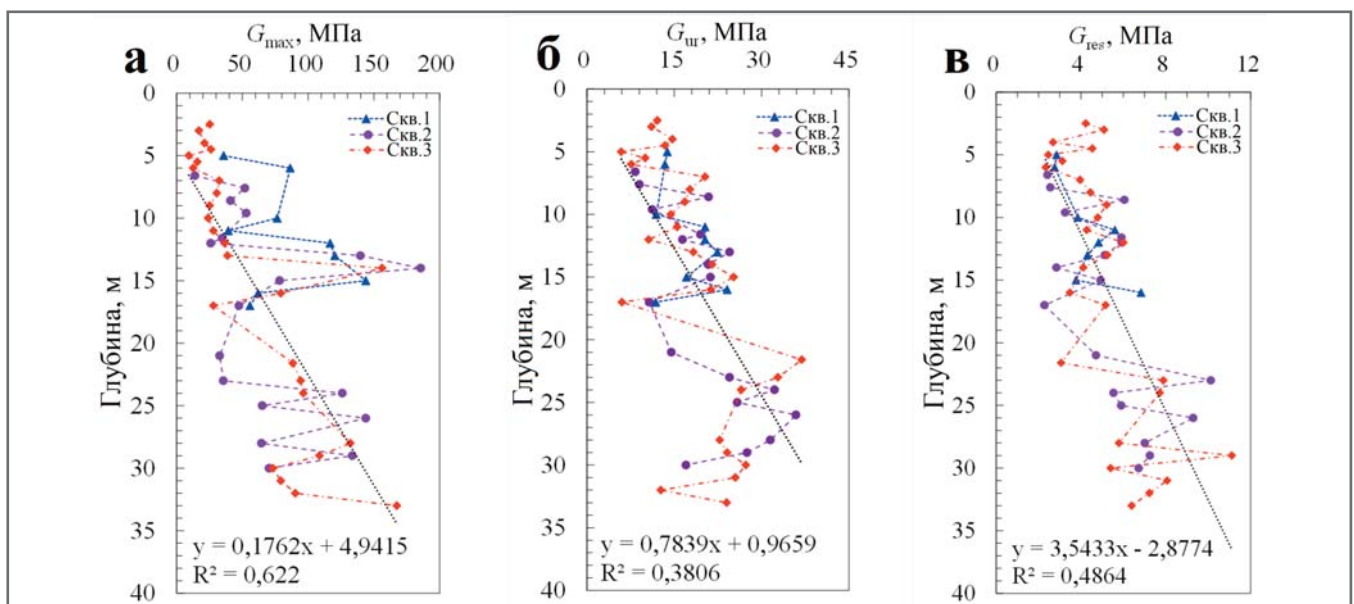 а
G max, МПа
0 50 100 150 200
Глубина, м
0
5
10
15
20
25
30
35
40
Скв.1
Скв.2
Скв.3
y = 0,1762x + 4,9415
R² = 0,622
б
G ur, МПа
0 15 30 45
Глубина, м
0
5
10
15
20
25
30
35
40
Скв.1
Скв.2
Скв.3
y = 0,7839x + 0,9659
R² = 0,3806
в
G res, МПа
0 4 8 12
Глубина, м
0
5
10
15
20
25
30
35
40
Скв.1
Скв.2
Скв.3
y = 3,5433x - 2,8774
R² = 0,4864